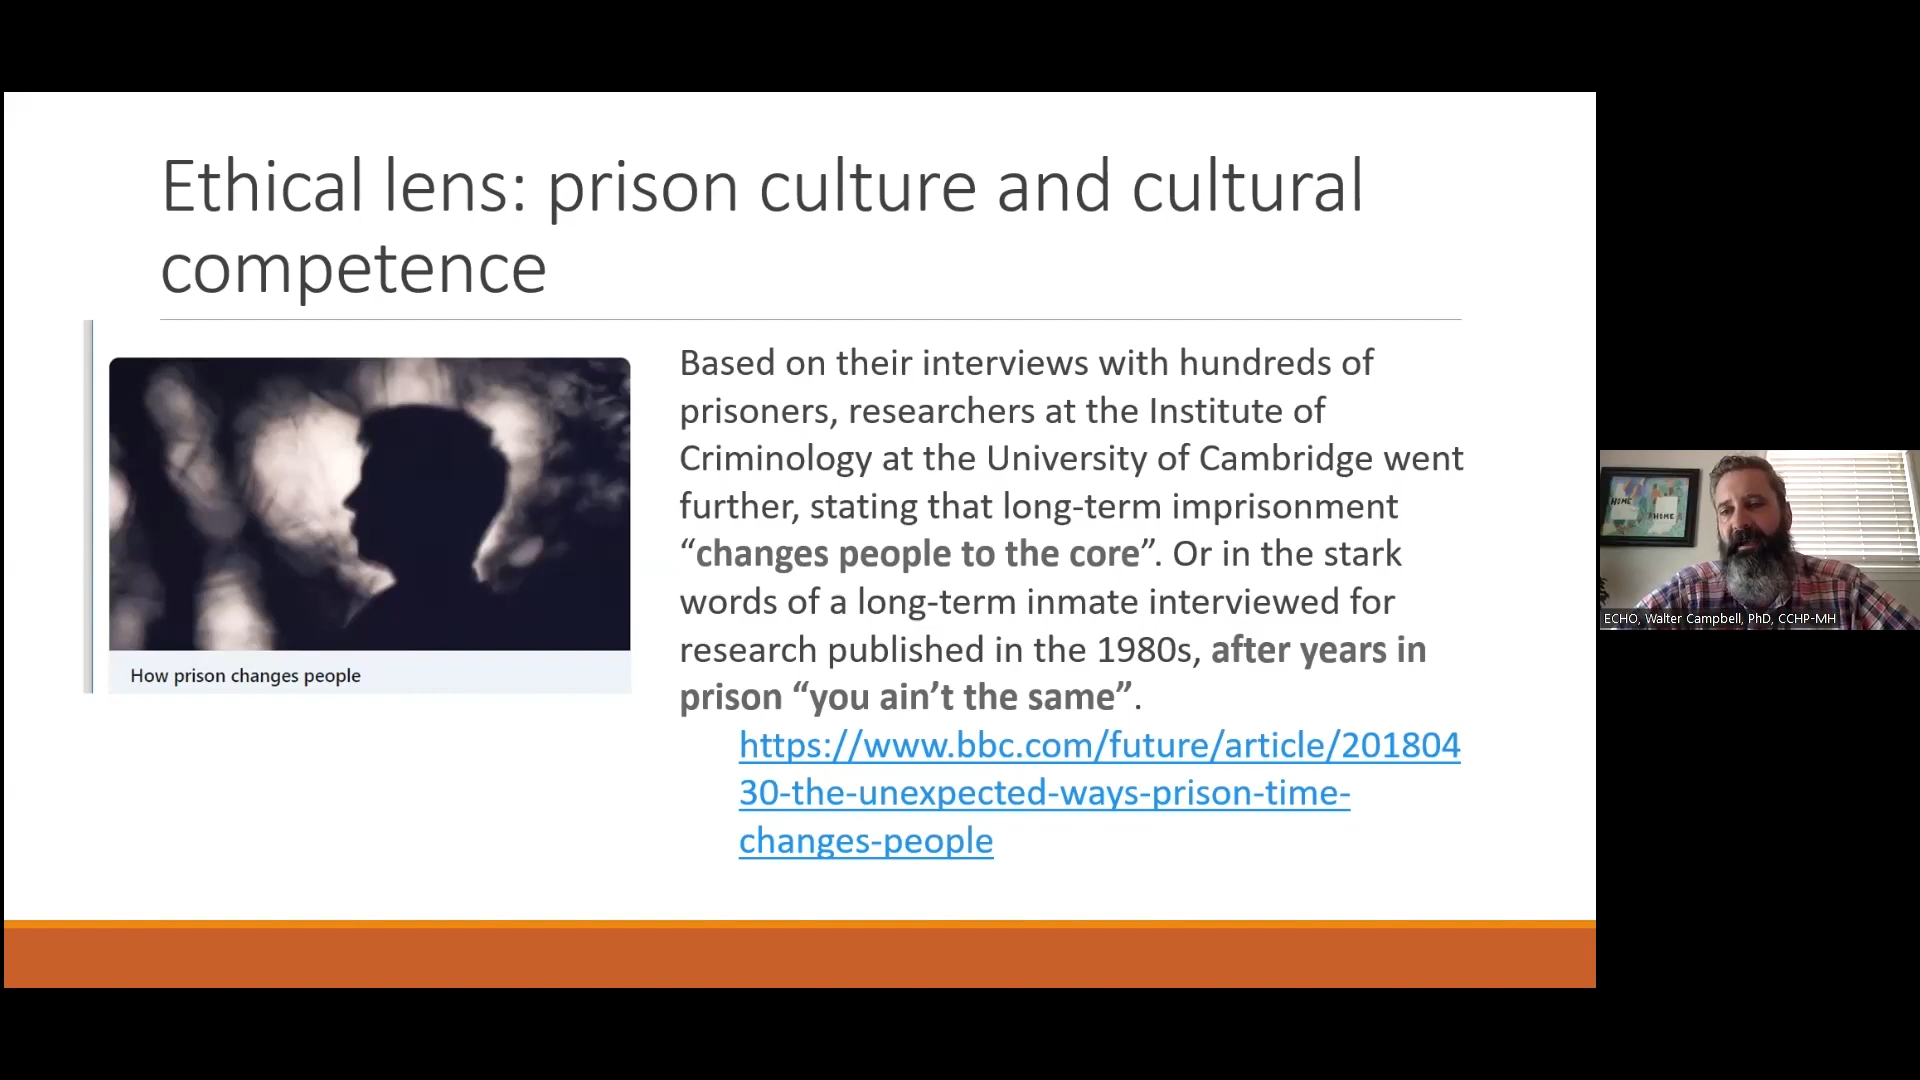 Ethical lens: prison culture and cultural
competence
Based on their interviews with hundreds of
prisoners, researchers at the Institute of
Criminology at the University of Cambridge went
further, stating that long-term imprisonment
“changes people to the core”. Or in the stark
words of a long-term inmate interviewed for
research published in the 1980s, after years in
prison “you ain’t the same”.
https://www.bbc.com/future/article/201804
30-the-unexpected-ways-prison-time-
changes-people
How prison changes people
HOME
HOME
ECHO, Walter Campbell, PhD, CCHP-MH